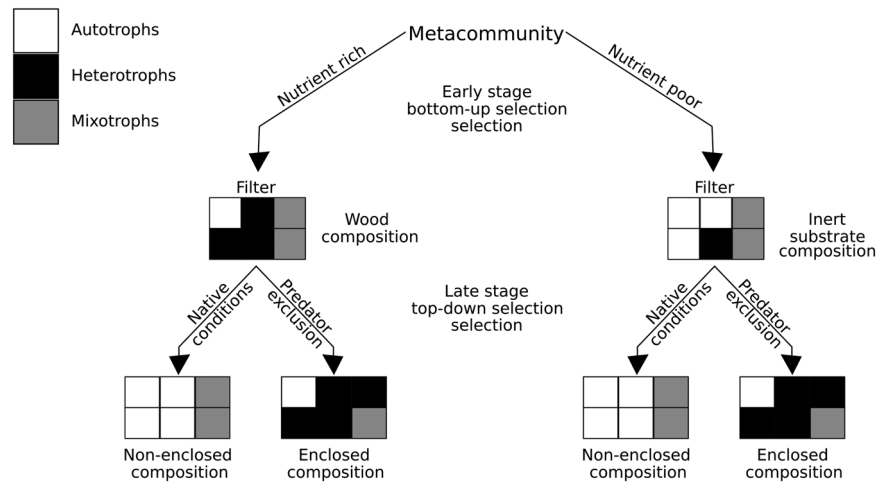 Autotrophs
Heterotrophs
Mixotrophs
Metacommunity
Nutrient rich
Nutrient poor
Early stage
bottom-up selection
selection
Filter
Wood
composition
Filter
Inert
substrate
composition
Native
conditions
Predator
exclusion
Late stage
top-down selection
selection
Native
conditions
Predator
exclusion
Non-enclosed
composition
Enclosed
composition
Non-enclosed
composition
Enclosed
composition